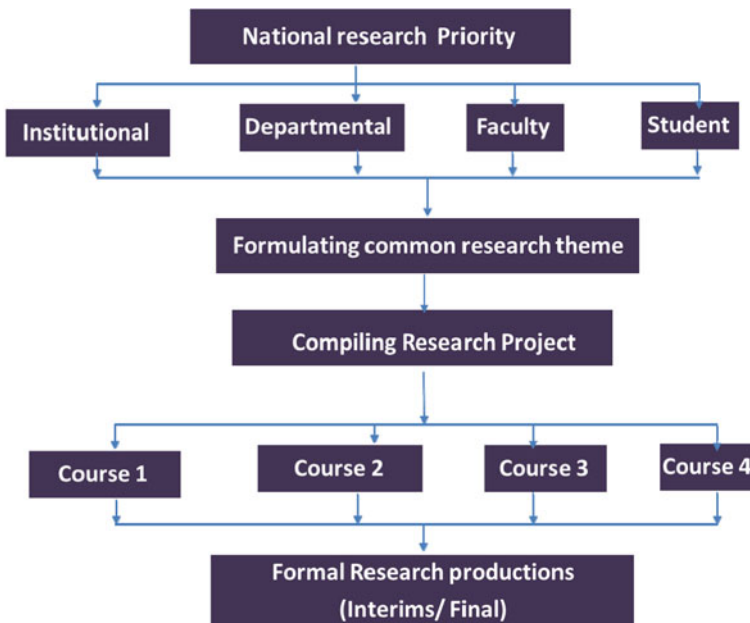 National research Priority
Institutional
Departmental
Faculty
Student
Formulating common research theme
Compiling Research Project
Course 1
Course 2
Course 3
Course 4
Formal Research productions
(Interims/ Final)